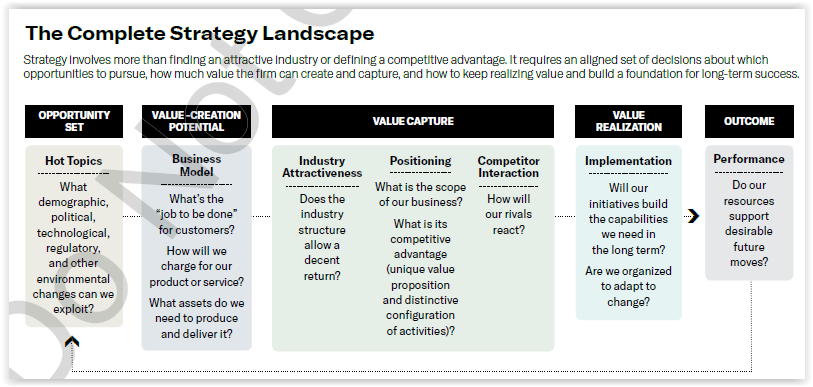 The Complete Strategy Landscape
Strategy involves more than finding an attractive industry or defining a competitive advantage. It requires an aligned set of decisions about which
opportunities to pursue, how much value the firm can create and capture, and how to keep realizing value and build a foundation for long-term success.
OPPORTUNITY
SET
Hot Topics
What
demographic,
political,
technological,
regulatory,
and other
environmental
changes can we
exploit?
VALUE-CREATION
POTENTIAL
Business
Model
What's the
"job to be done"
for customers?
How will we
charge for our
product or service?
What assets do we
need to produce
and deliver it?
VALUE CAPTURE
Industry
Attractiveness
Does the
industry
structure
allow a
decent
return?
Positioning
What is the scope
of our business?
What is its
competitive
advantage
(unique value
proposition
and distinctive
configuration
of activities)?
Competitor
Interaction
How will
our rivals
react?
VALUE
REALIZATION
Implementation
Will our
initiatives build
the capabilities
we need in
the long term?
Are we organized
to adapt to
change?
OUTCOME
Performance
Do our
resources
support
desirable
future
moves?
Do Not